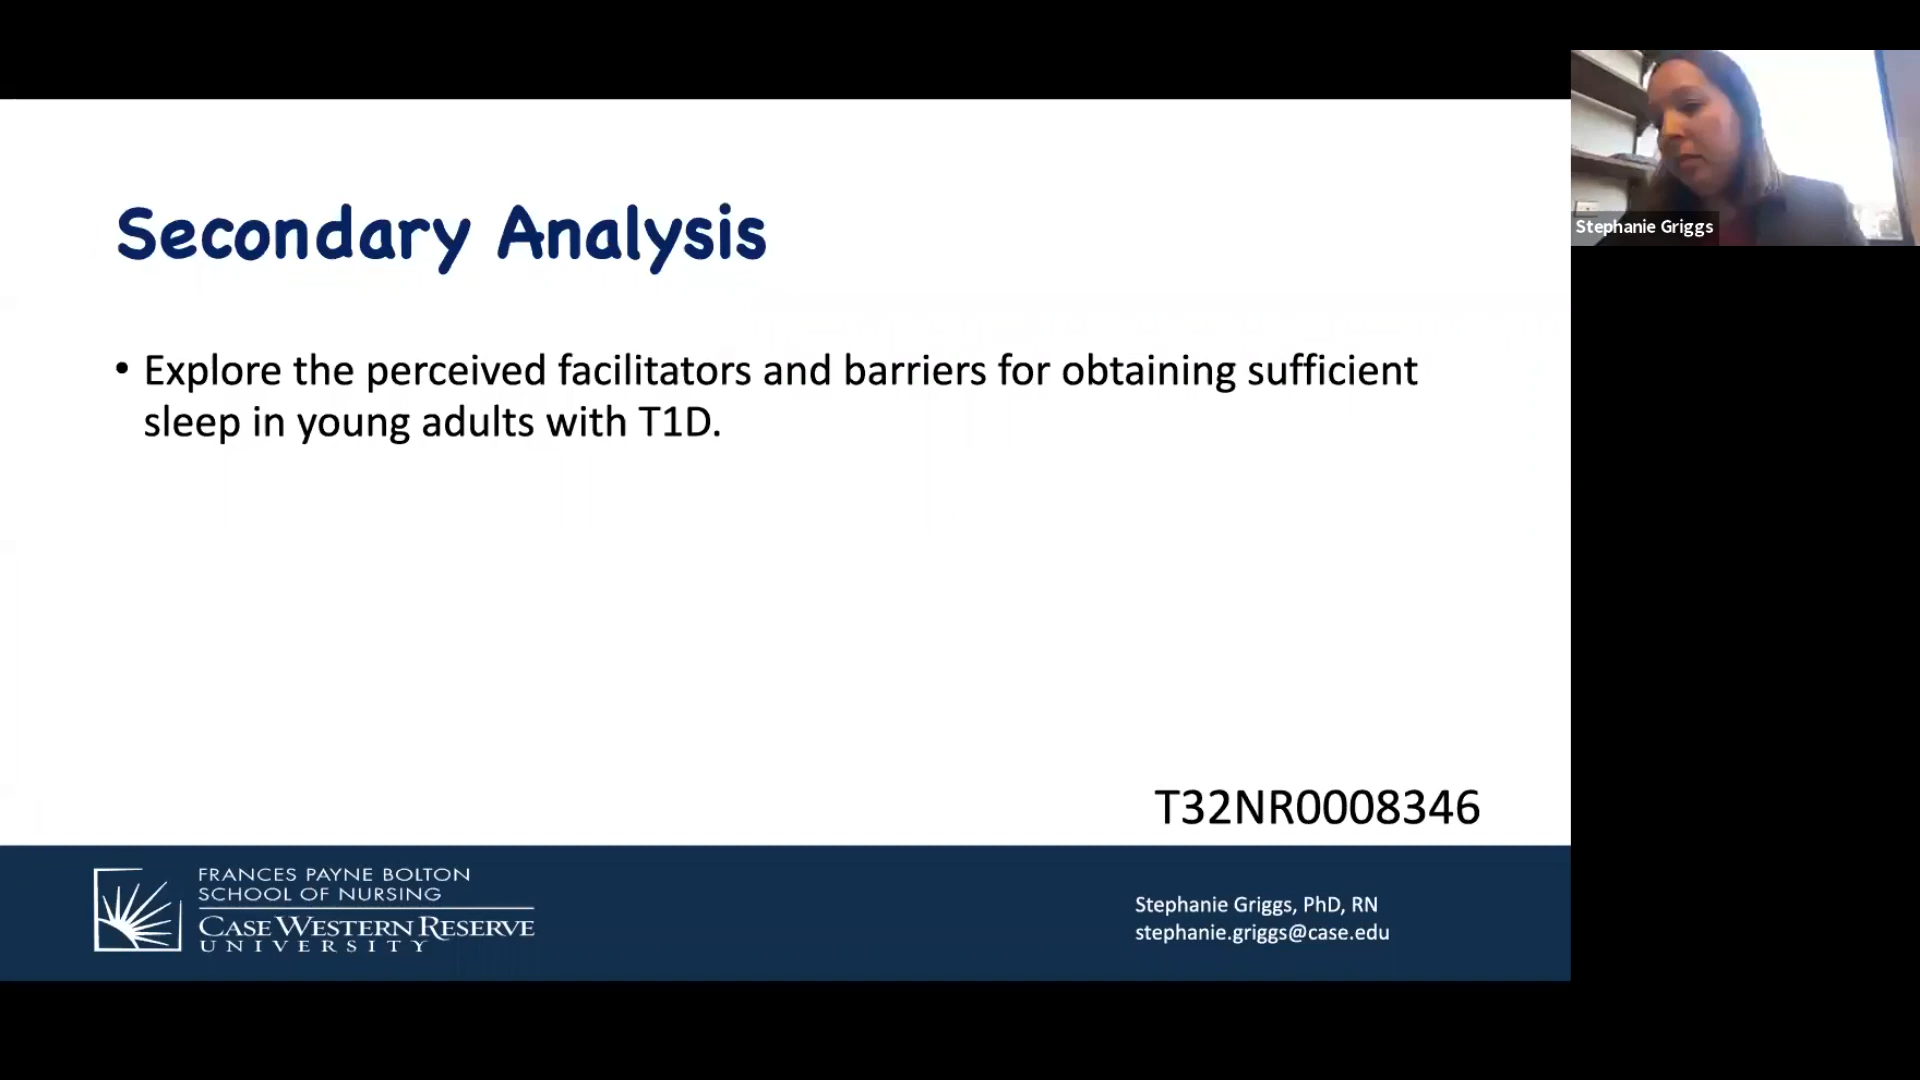 Secondary Analysis
• Explore the perceived facilitators and barriers for obtaining sufficient
sleep in young adults with T1D.
T32NR0008346
FRANCES PAYNE BOLTON
SCHOOL OF NURSING
CASE WESTERN RESERVE
UNIVERSITY
Stephanie Griggs, PhD, RN
stephanie.griggs@case.edu
Stephanie Griggs